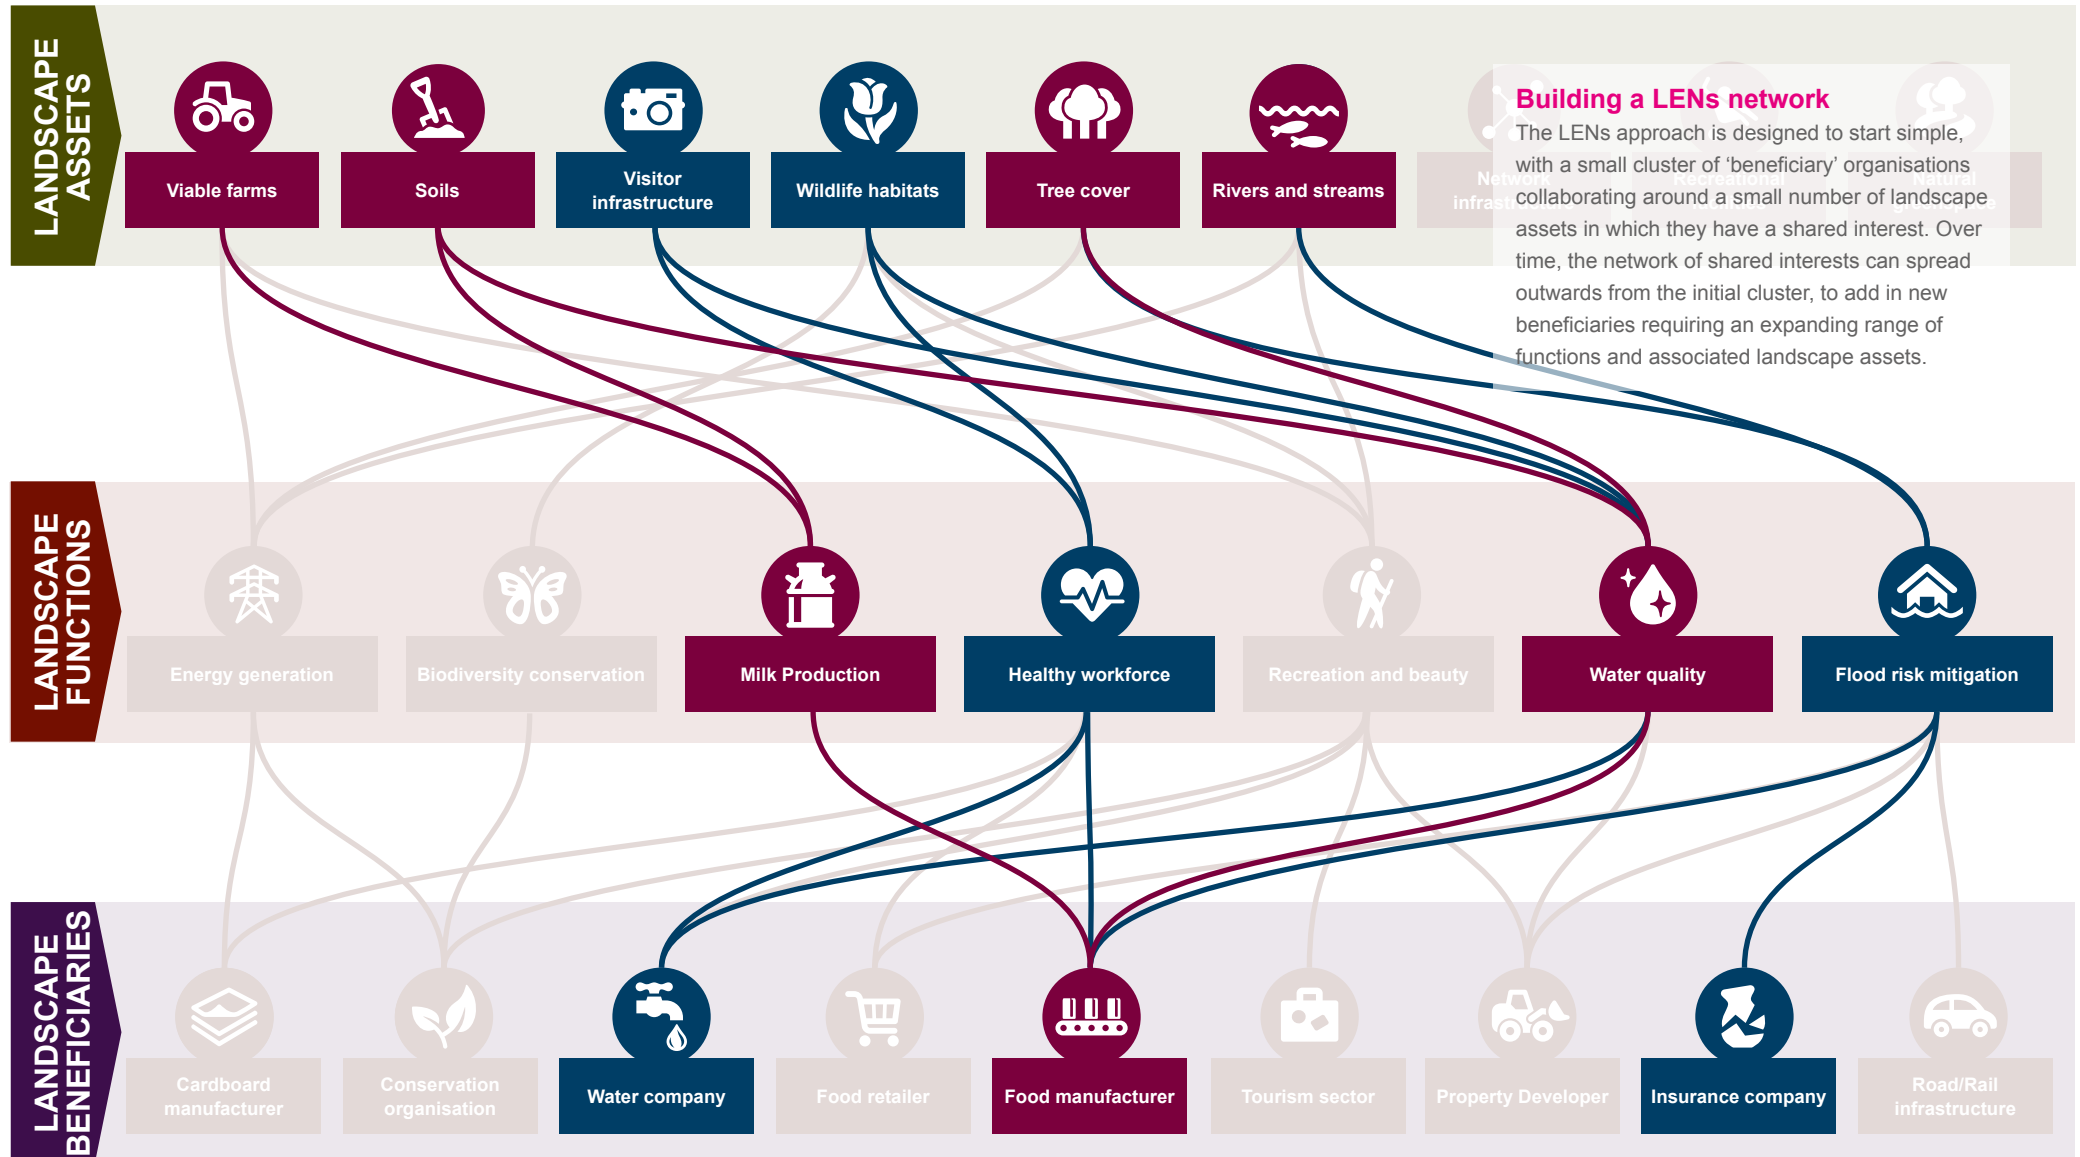 LANDSCAPE
ASSETS
Viable farms
Soils
Visitor
infrastructure
Wildlife habitats
Tree cover
Rivers and streams
Network
infrastructure
Recreational
Natural
Building a LENs network
The LENs approach is designed to start simple,
with a small cluster of ‘beneficiary’ organisations
collaborating around a small number of landscape
assets in which they have a shared interest. Over
time, the network of shared interests can spread
outwards from the initial cluster, to add in new
beneficiaries requiring an expanding range of
functions and associated landscape assets.
LANDSCAPE
FUNCTIONS
Energy generation
Biodiversity conservation
Milk Production
Healthy workforce
Recreation and beauty
Water quality
Flood risk mitigation
LANDSCAPE
BENEFICIARIES
Cardboard
manufacturer
Conservation
organisation
Water company
Food retailer
Food manufacturer
Tourism sector
Property Developer
Insurance company
Road/Rail
infrastructure